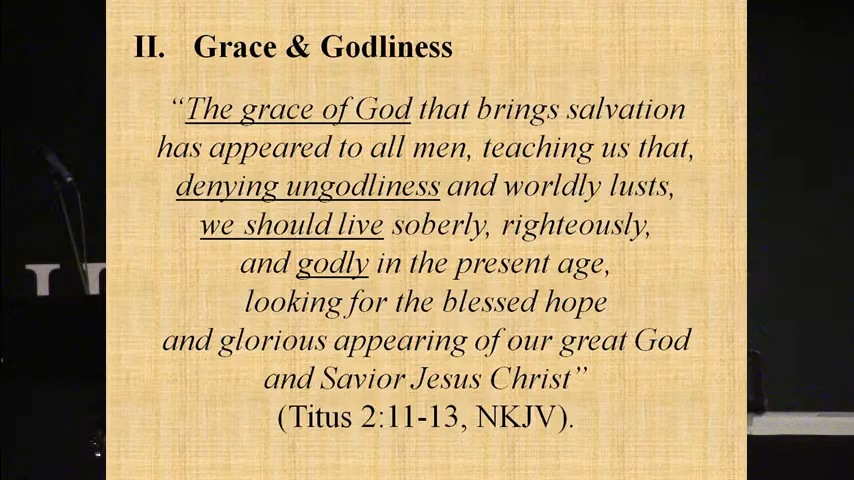 II. Grace & Godliness
“The grace of God that brings salvation
has appeared to all men, teaching us that,
denying ungodliness and worldly lusts,
we should live soberly, righteously,
and godly in the present age,
looking for the blessed hope
and glorious appearing of our great God
and Savior Jesus Christ”
(Titus 2:11-13, NKJV).